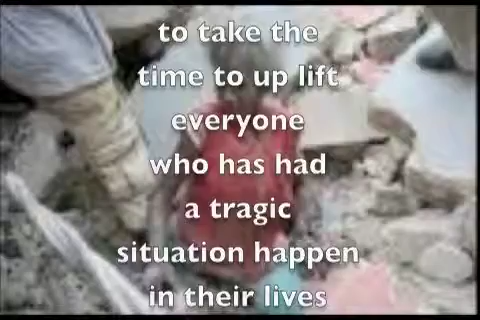 to take the
time to up lift
everyone
who has had
a tragic
situation happen
in their lives